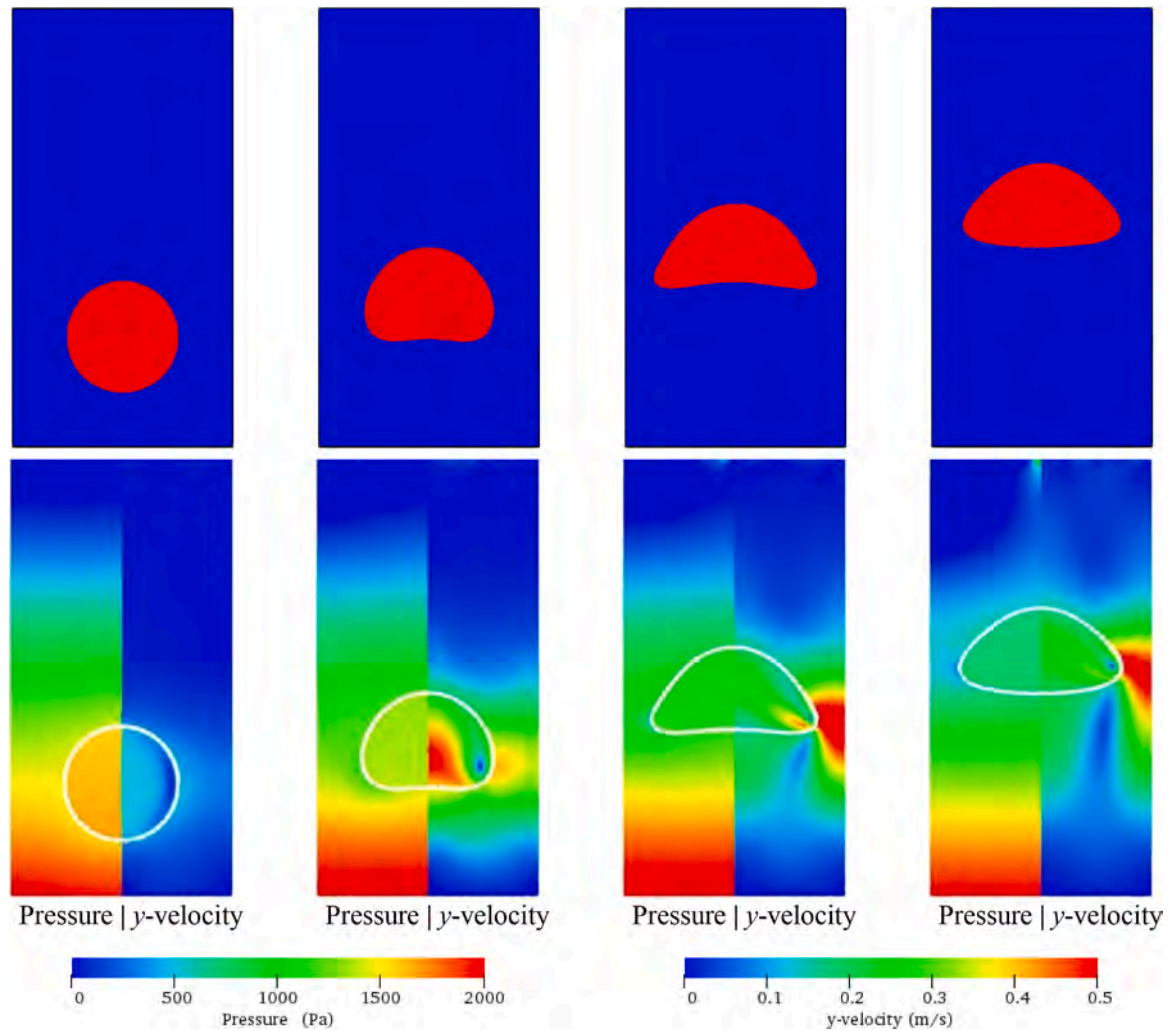 Pressure | y-velocity
Pressure | y-velocity
Pressure | y-velocity
Pressure | y-velocity
0 500 1000 1500 2000
Pressure (Pa)
0 0.1 0.2 0.3 0.4 0.5
y-velocity (m/s)